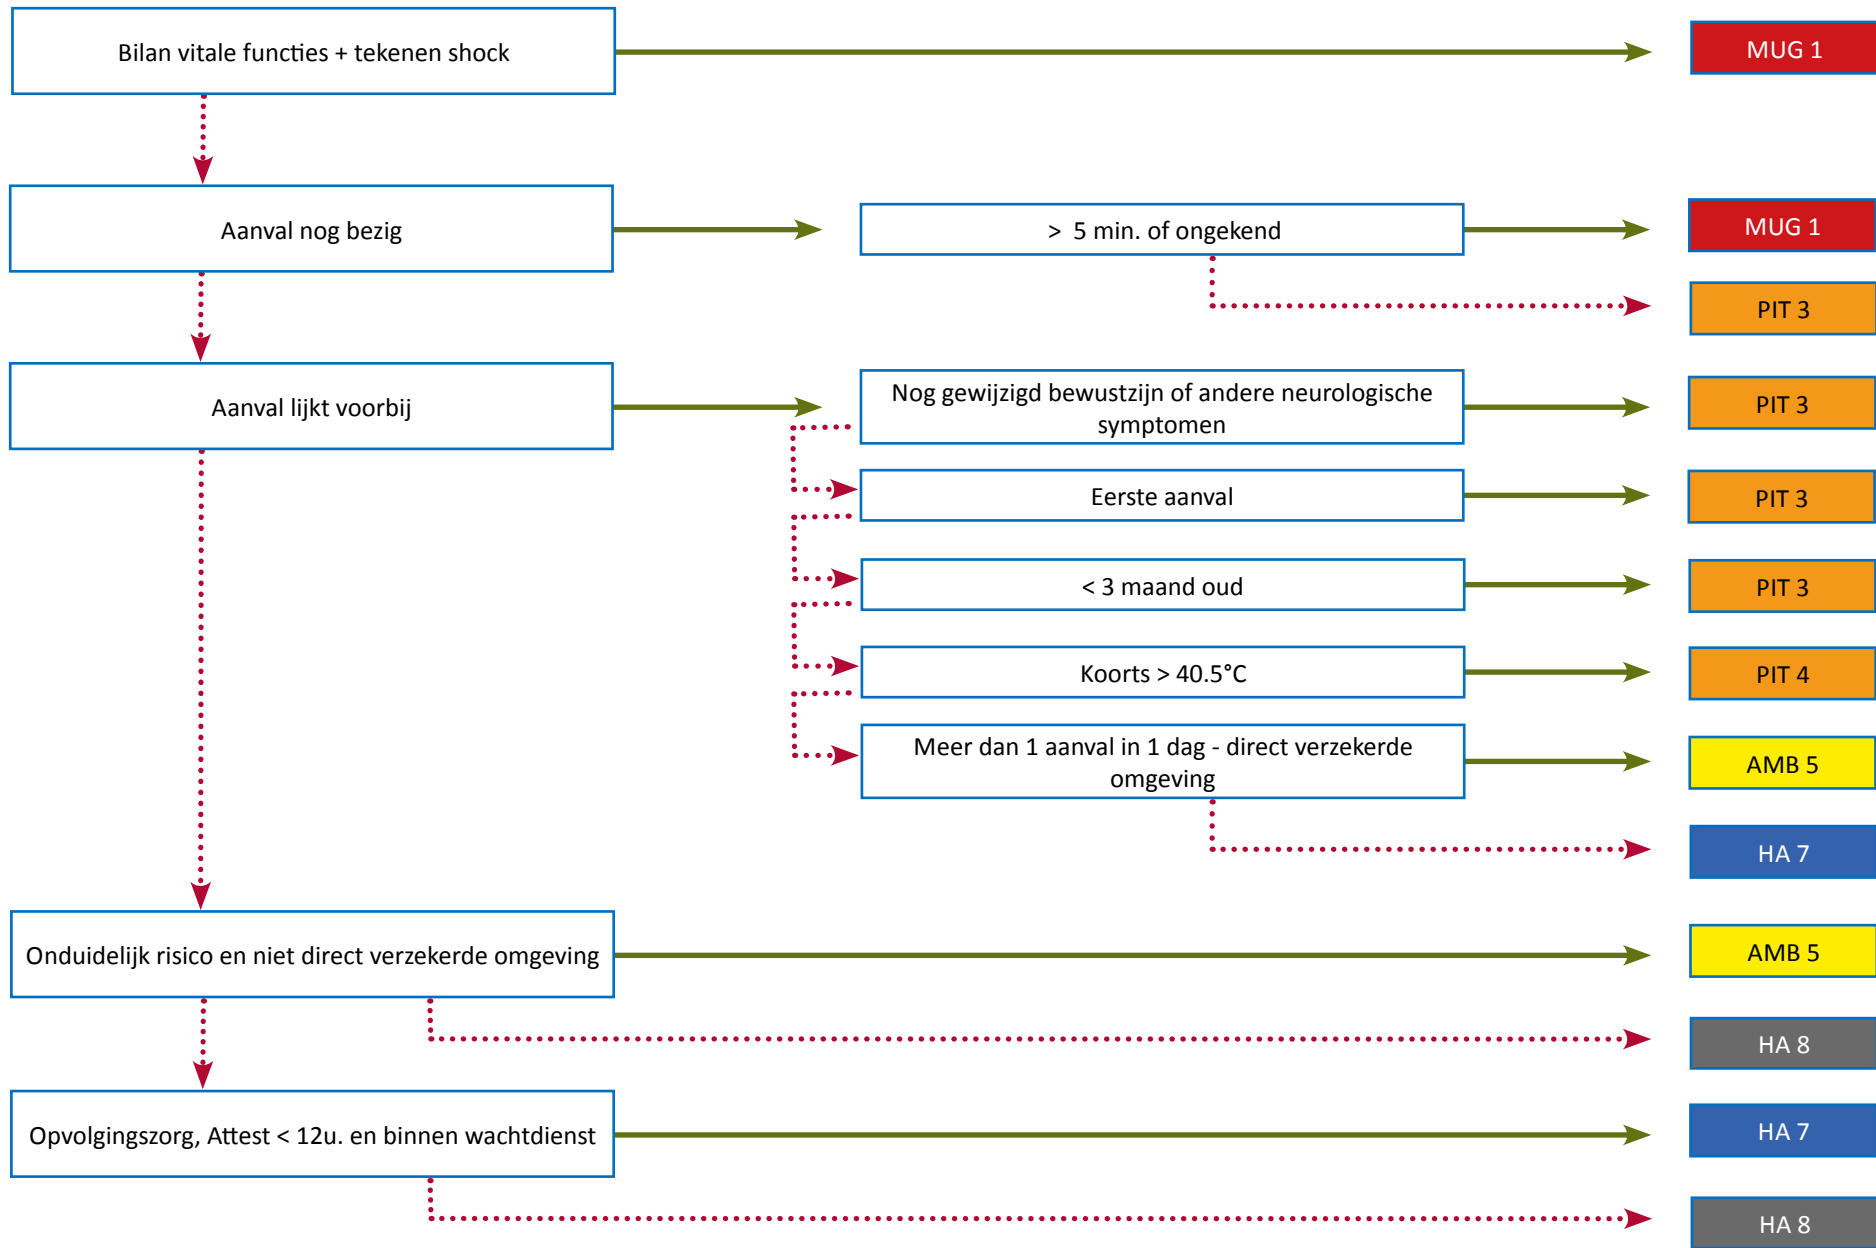 Bilan vitale functies + tekenen shock
MUG 1
Aanval nog bezig
> 5 min. of ongekend
MUG 1
PIT 3
Aanval lijkt voorbij
Nog gewijzigd bewustzijn of andere neurologische
symptomen
PIT 3
Eerste aanval
PIT 3
< 3 maand oud
PIT 3
Koorts > 40.5°C
PIT 4
Meer dan 1 aanval in 1 dag - direct verzekerde
omgeving
AMB 5
HA 7
Onduidelijk risico en niet direct verzekerde omgeving
AMB 5
HA 8
Opvolgingszorg, Attest < 12u. en binnen wachtdienst
HA 7
HA 8